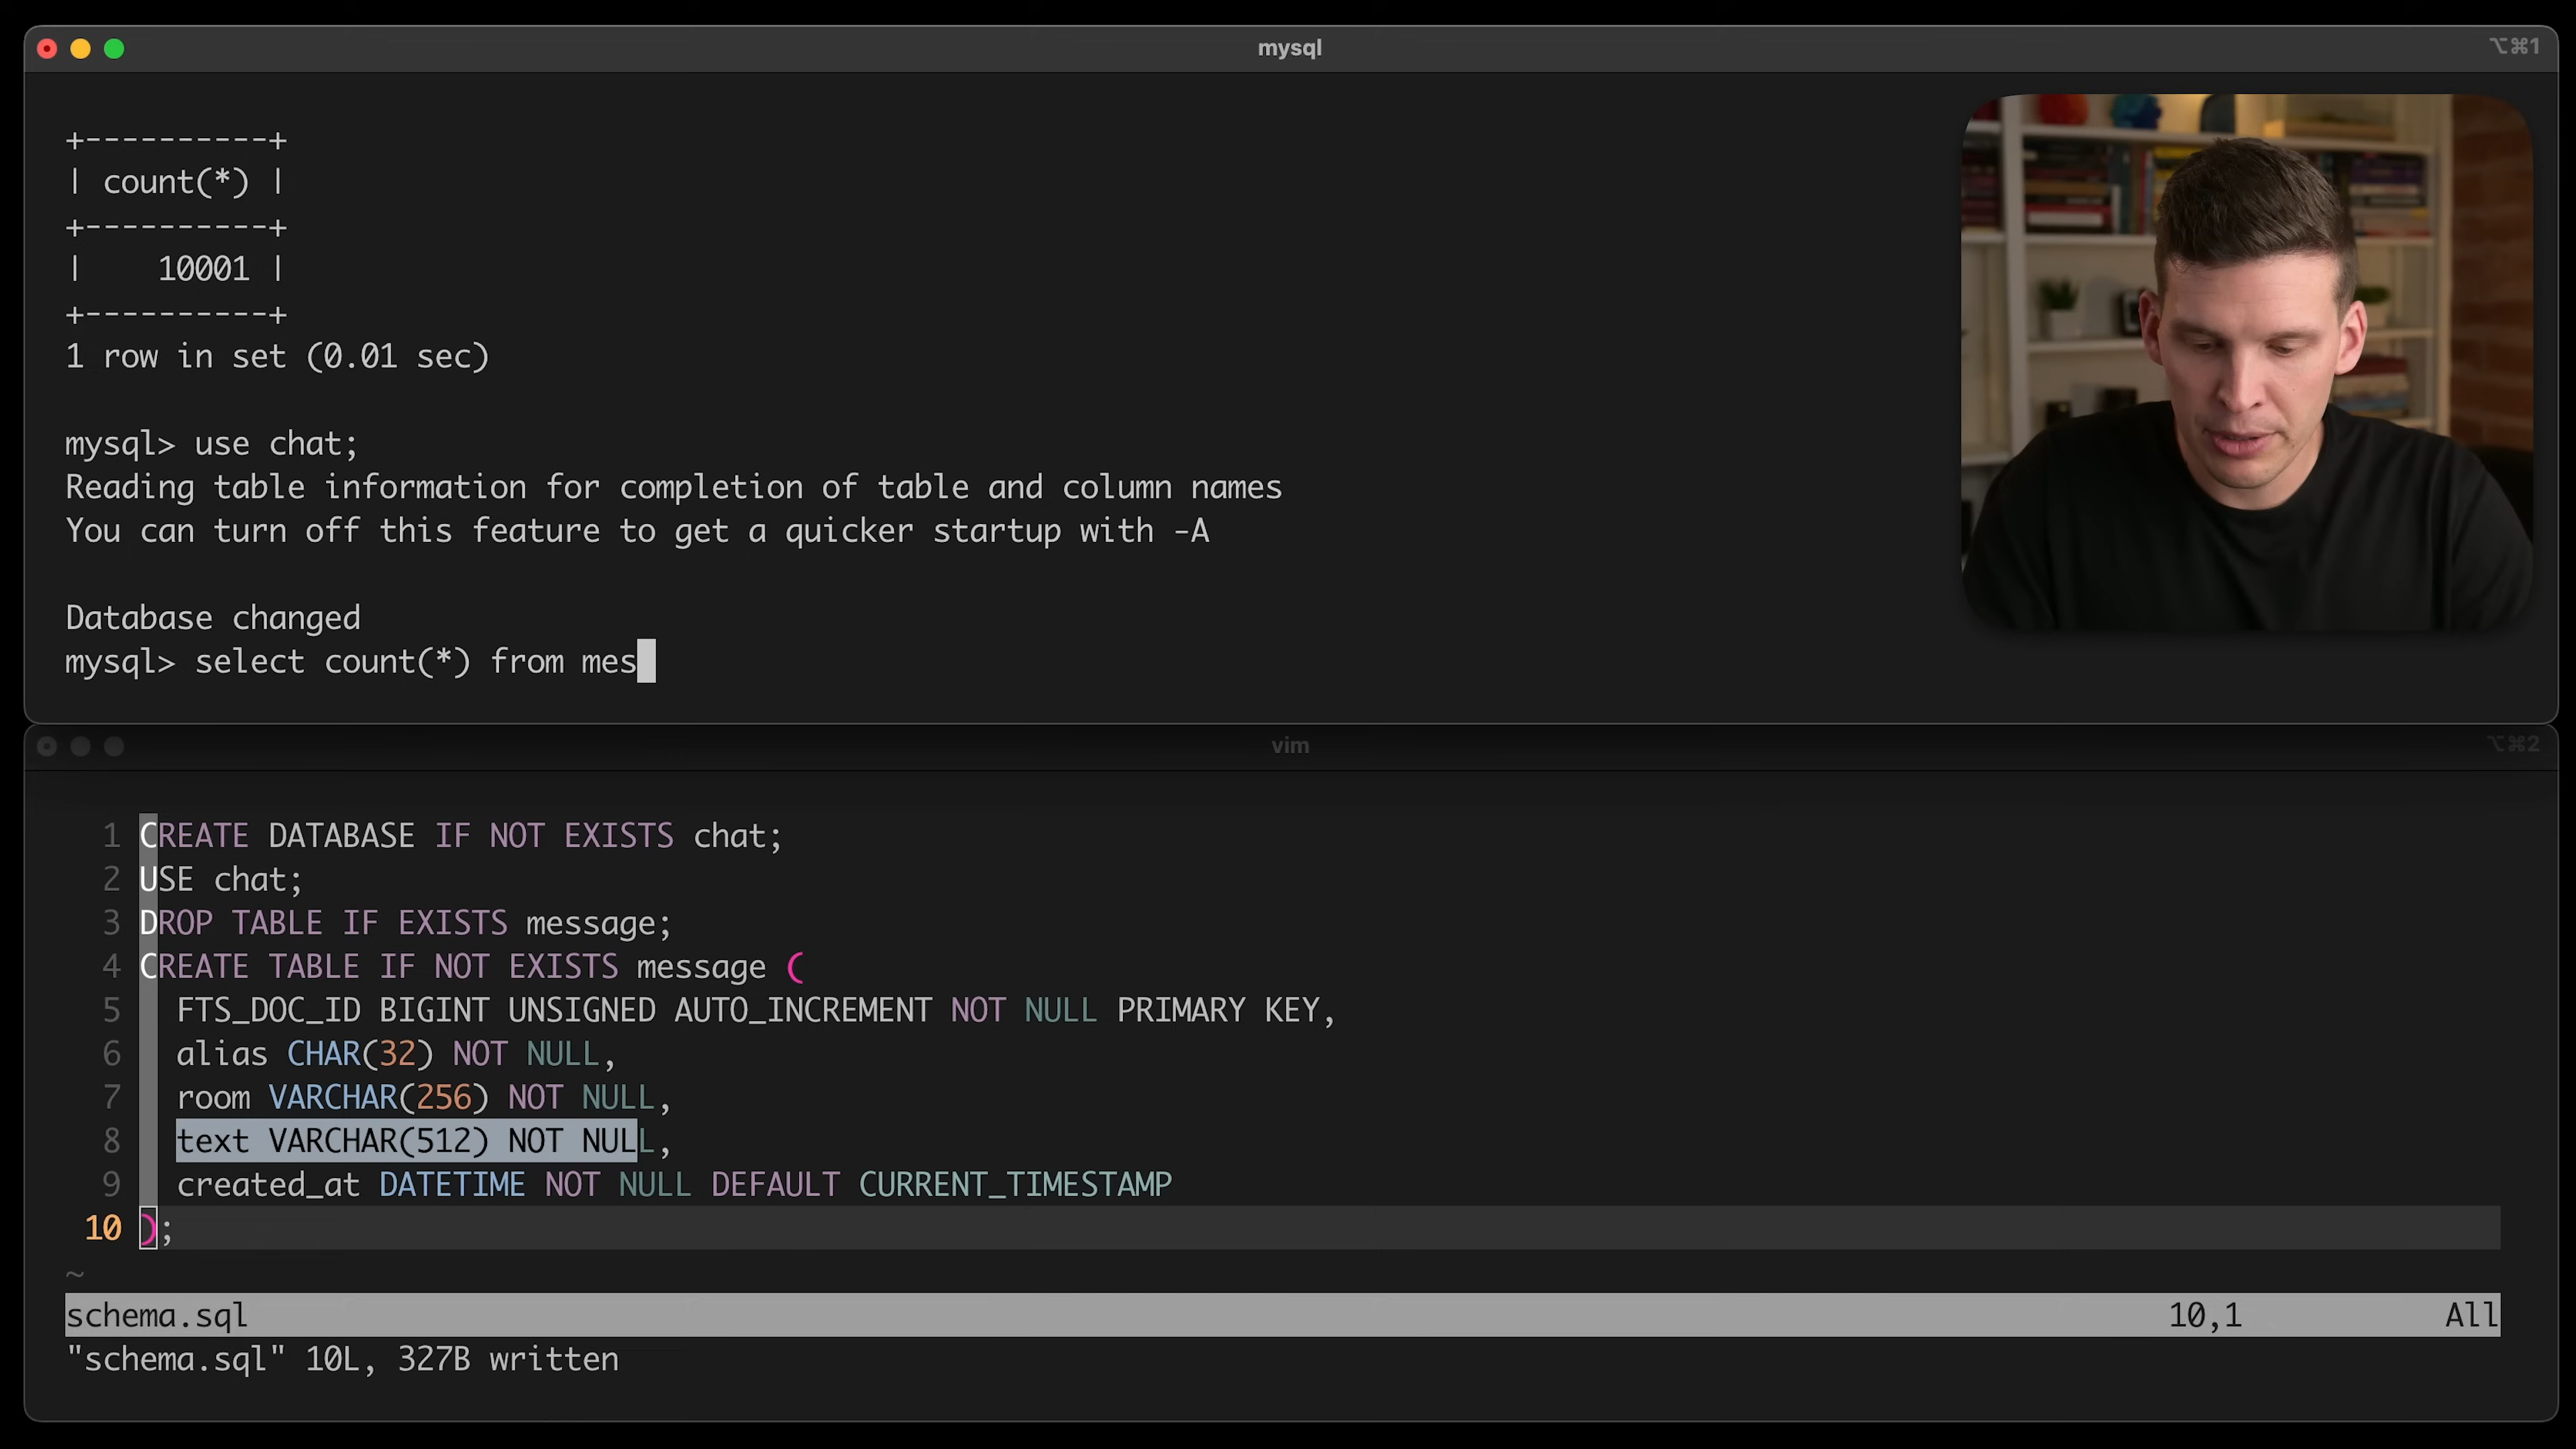 mysql
⌥⌘1
+----------+
| count(*) |
+----------+
|    10001 |
+----------+
1 row in set (0.01 sec)
mysql> use chat;
Reading table information for completion of table and column names
You can turn off this feature to get a quicker startup with -A
Database changed
mysql> select count(*) from mes
vim
⌥⌘2
1 CREATE DATABASE IF NOT EXISTS chat;
2 USE chat;
3 DROP TABLE IF EXISTS message;
4 CREATE TABLE IF NOT EXISTS message (
5   FTS_DOC_ID BIGINT UNSIGNED AUTO_INCREMENT NOT NULL PRIMARY KEY,
6   alias CHAR(32) NOT NULL,
7   room VARCHAR(256) NOT NULL,
8   text VARCHAR(512) NOT NULL,
9   created_at DATETIME NOT NULL DEFAULT CURRENT_TIMESTAMP
10 );
~
schema.sql 10,1 All
"schema.sql" 10L, 327B written